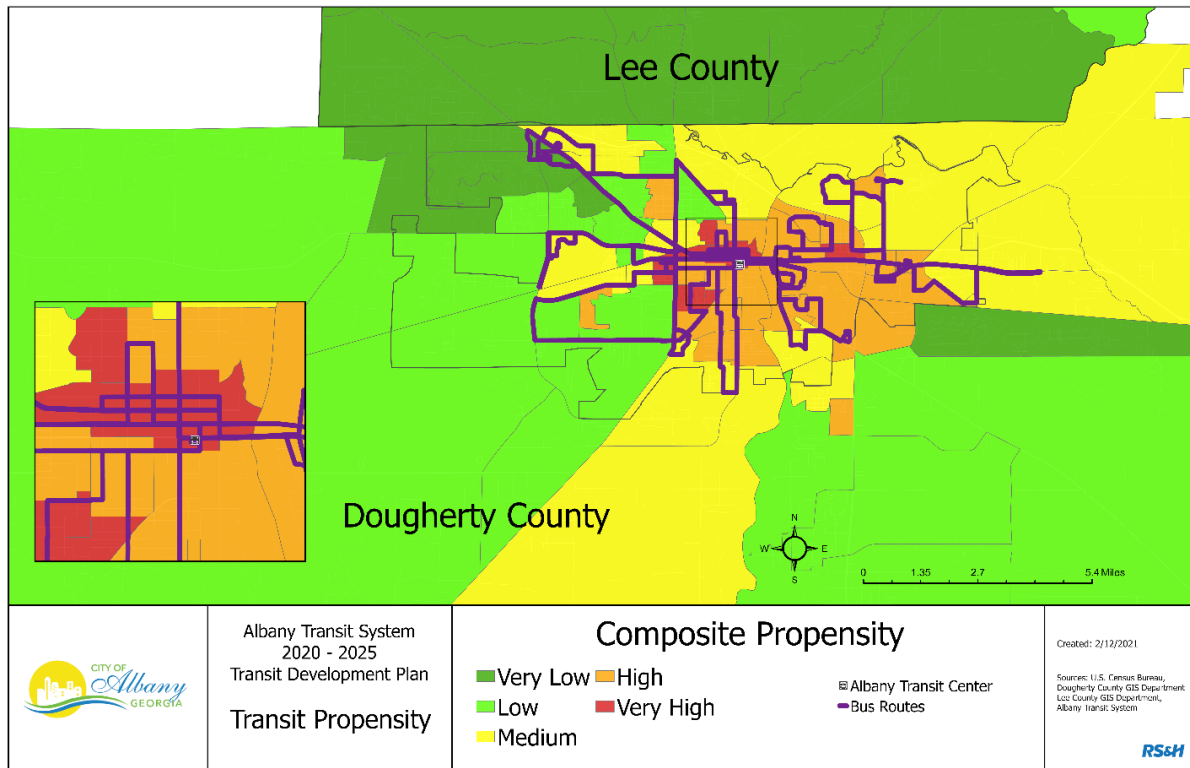 Lee County
Dougherty County
N
W E
S
0 1.35 2.7 5.4 Miles
CITY OF
Albany
GEORGIA
Albany Transit System
2020 - 2025
Transit Development Plan
Transit Propensity
Composite Propensity
Very Low
Low
Medium
High
Very High
Albany Transit Center
Bus Routes
Created: 2/12/2021
Sources: U.S. Census Bureau,
Dougherty County GIS Department
Lee County GIS Department,
Albany Transit System
RS&H